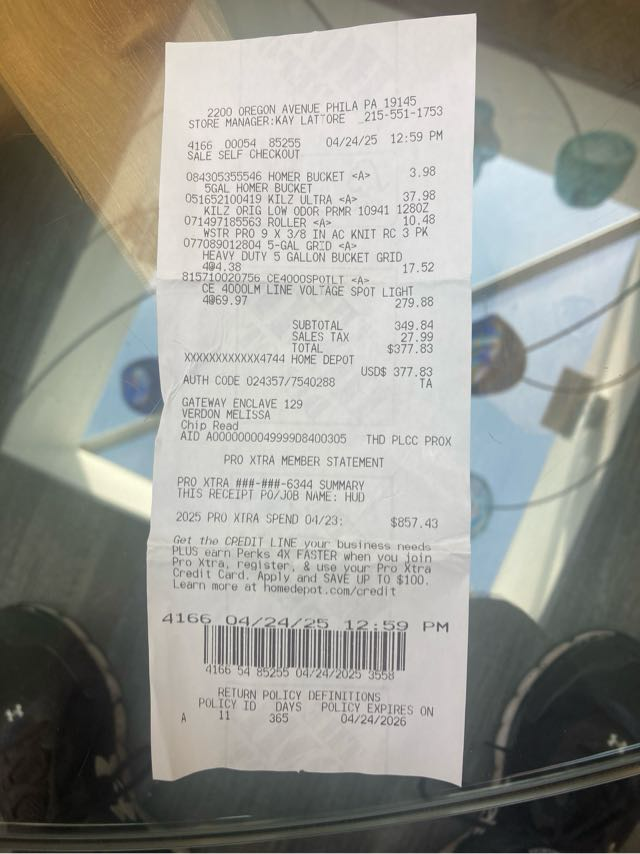 2200 OREGON AVENUE PHILA PA 19145
STORE MANAGER:KAY LATTORE 215-551-1753
4166 00054 85255 04/24/25 12:59 PM
SALE SELF CHECKOUT
084305355546 HOMER BUCKET <A> 3.98
5GAL HOMER BUCKET
051652100419 KILZ ULTRA <A> 37.98
KILZ ORIG LOW ODOR PRMR 10941 128OZ
071497185563 ROLLER <A> 10.48
WSTR PRO 9 X 3/8 IN AC KNIT RC 3 PK
077089012804 5-GAL GRID <A>
HEAVY DUTY 5 GALLON BUCKET GRID
4@4.38 17.52
815710020756 CE4000SPOTLT <A>
CE 4000LM LINE VOLTAGE SPOT LIGHT
4@69.97 279.88
SUBTOTAL 349.84
SALES TAX 27.99
TOTAL $377.83
XXXXXXXXXXXX4744 HOME DEPOT
USD$ 377.83
AUTH CODE 024357/7540288 TA
GATEWAY ENCLAVE 129
VERDON MELISSA
Chip Read
AID A0000000049999D8400305 THD PLCC PROX
PRO XTRA MEMBER STATEMENT
PRO XTRA ###-###-6344 SUMMARY
THIS RECEIPT PO/JOB NAME: HUD
2025 PRO XTRA SPEND 04/23: $857.43
Get the CREDIT LINE your business needs
PLUS earn Perks 4X FASTER when you join
Pro Xtra, register, & use your Pro Xtra
Credit Card. Apply and SAVE UP TO $100.
Learn more at homedepot.com/credit
4166 04/24/25 12:59 PM
4166 54 85255 04/24/2025 3558
RETURN POLICY DEFINITIONS
POLICY ID DAYS POLICY EXPIRES ON
A 11 365 04/24/2026